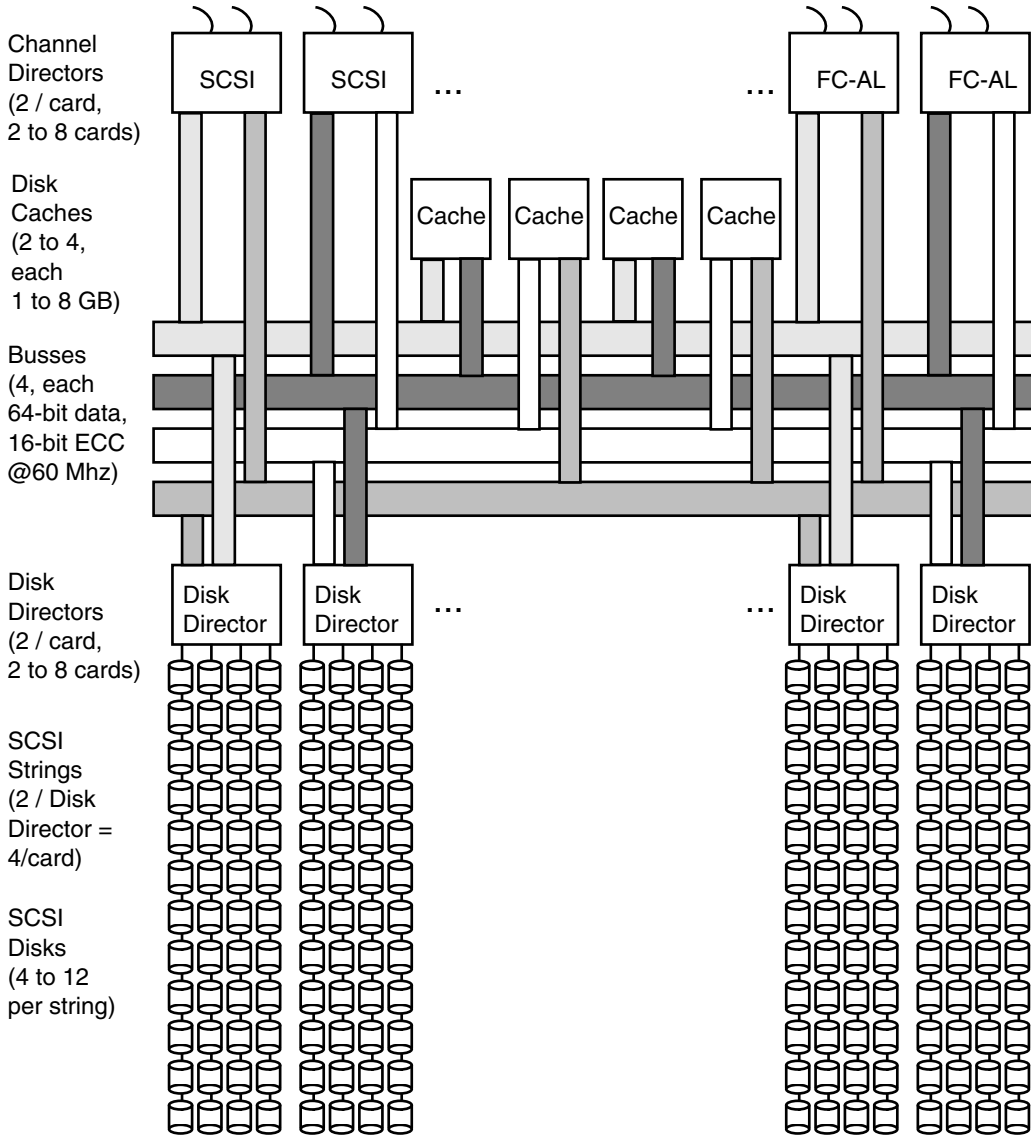 Channel
Directors
(2 / card,
2 to 8 cards)
SCSI
SCSI
...
...
FC-AL
FC-AL
Disk
Caches
(2 to 4,
each
1 to 8 GB)
Cache
Cache
Cache
Cache
Busses
(4, each
64-bit data,
16-bit ECC
@60 Mhz)
Disk
Directors
(2 / card,
2 to 8 cards)
Disk
Director
Disk
Director
...
...
Disk
Director
Disk
Director
SCSI
Strings
(2 / Disk
Director =
4/card)
SCSI
Disks
(4 to 12
per string)